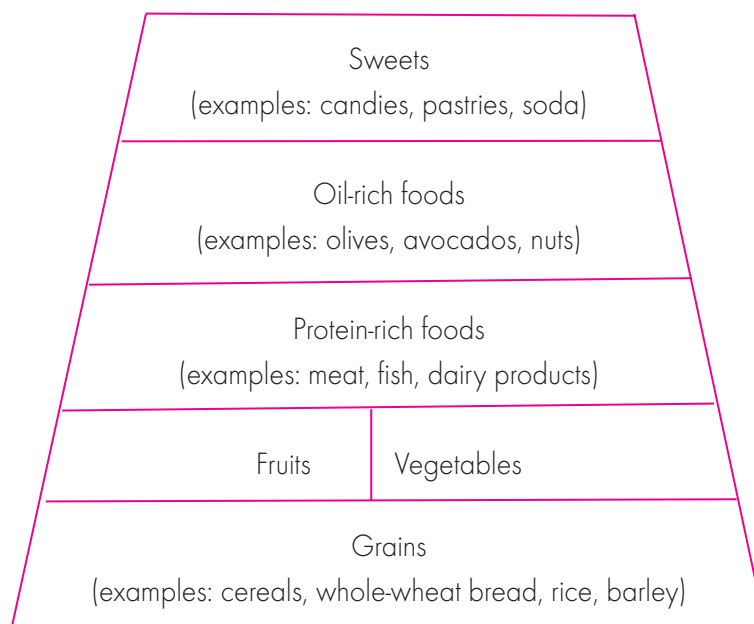 Sweets
(examples: candies, pastries, soda)
Oil-rich foods
(examples: olives, avocados, nuts)
Protein-rich foods
(examples: meat, fish, dairy products)
Fruits
Vegetables
Grains
(examples: cereals, whole-wheat bread, rice, barley)